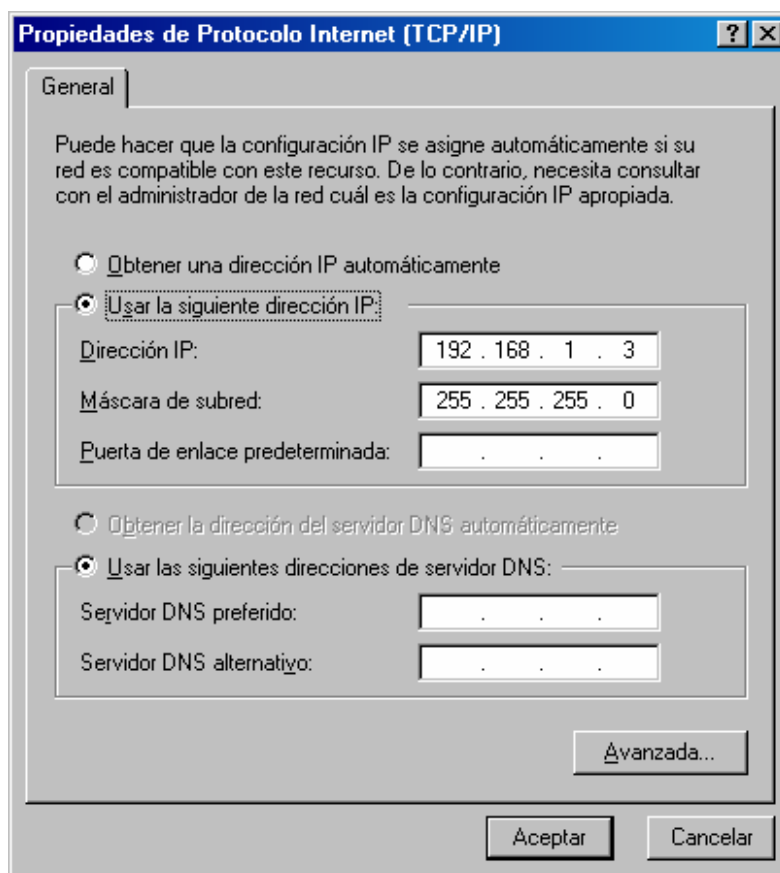 Propiedades de Protocolo Internet (TCP/IP)
General
Puede hacer que la configuración IP se asigne automáticamente si su
red es compatible con este recurso. De lo contrario, necesita consultar
con el administrador de la red cuál es la configuración IP apropiada.
Obtener una dirección IP automáticamente
Usar la siguiente dirección IP:
Dirección IP: 192 . 168 . 1 . 3
Máscara de subred: 255 . 255 . 255 . 0
Puerta de enlace predeterminada: . . .
Obtener la dirección del servidor DNS automáticamente
Usar las siguientes direcciones de servidor DNS:
Servidor DNS preferido: . . .
Servidor DNS alternativo: . . .
Avanzada...
Aceptar Cancelar